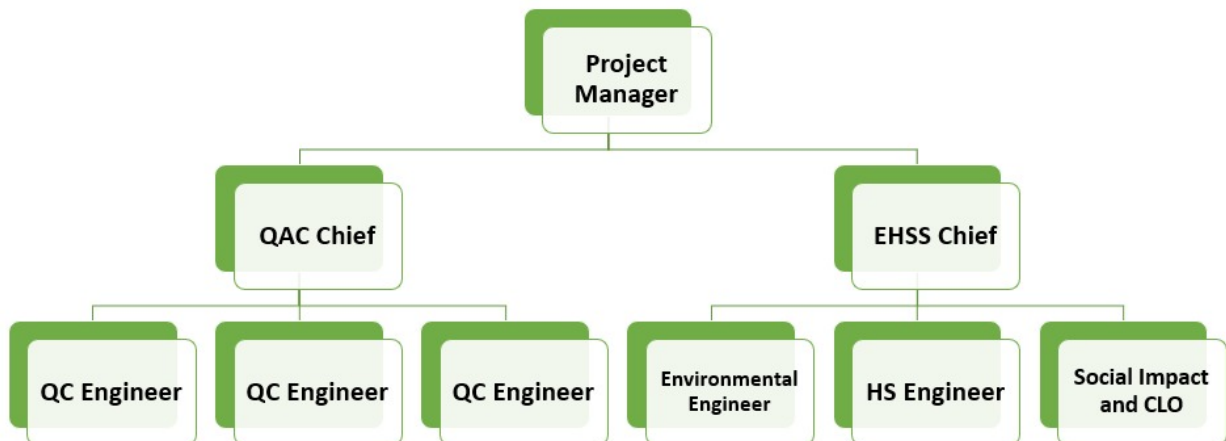 Project
Manager
QAC Chief
EHSS Chief
QC Engineer
QC Engineer
QC Engineer
Environmental
Engineer
HS Engineer
Social Impact
and CLO